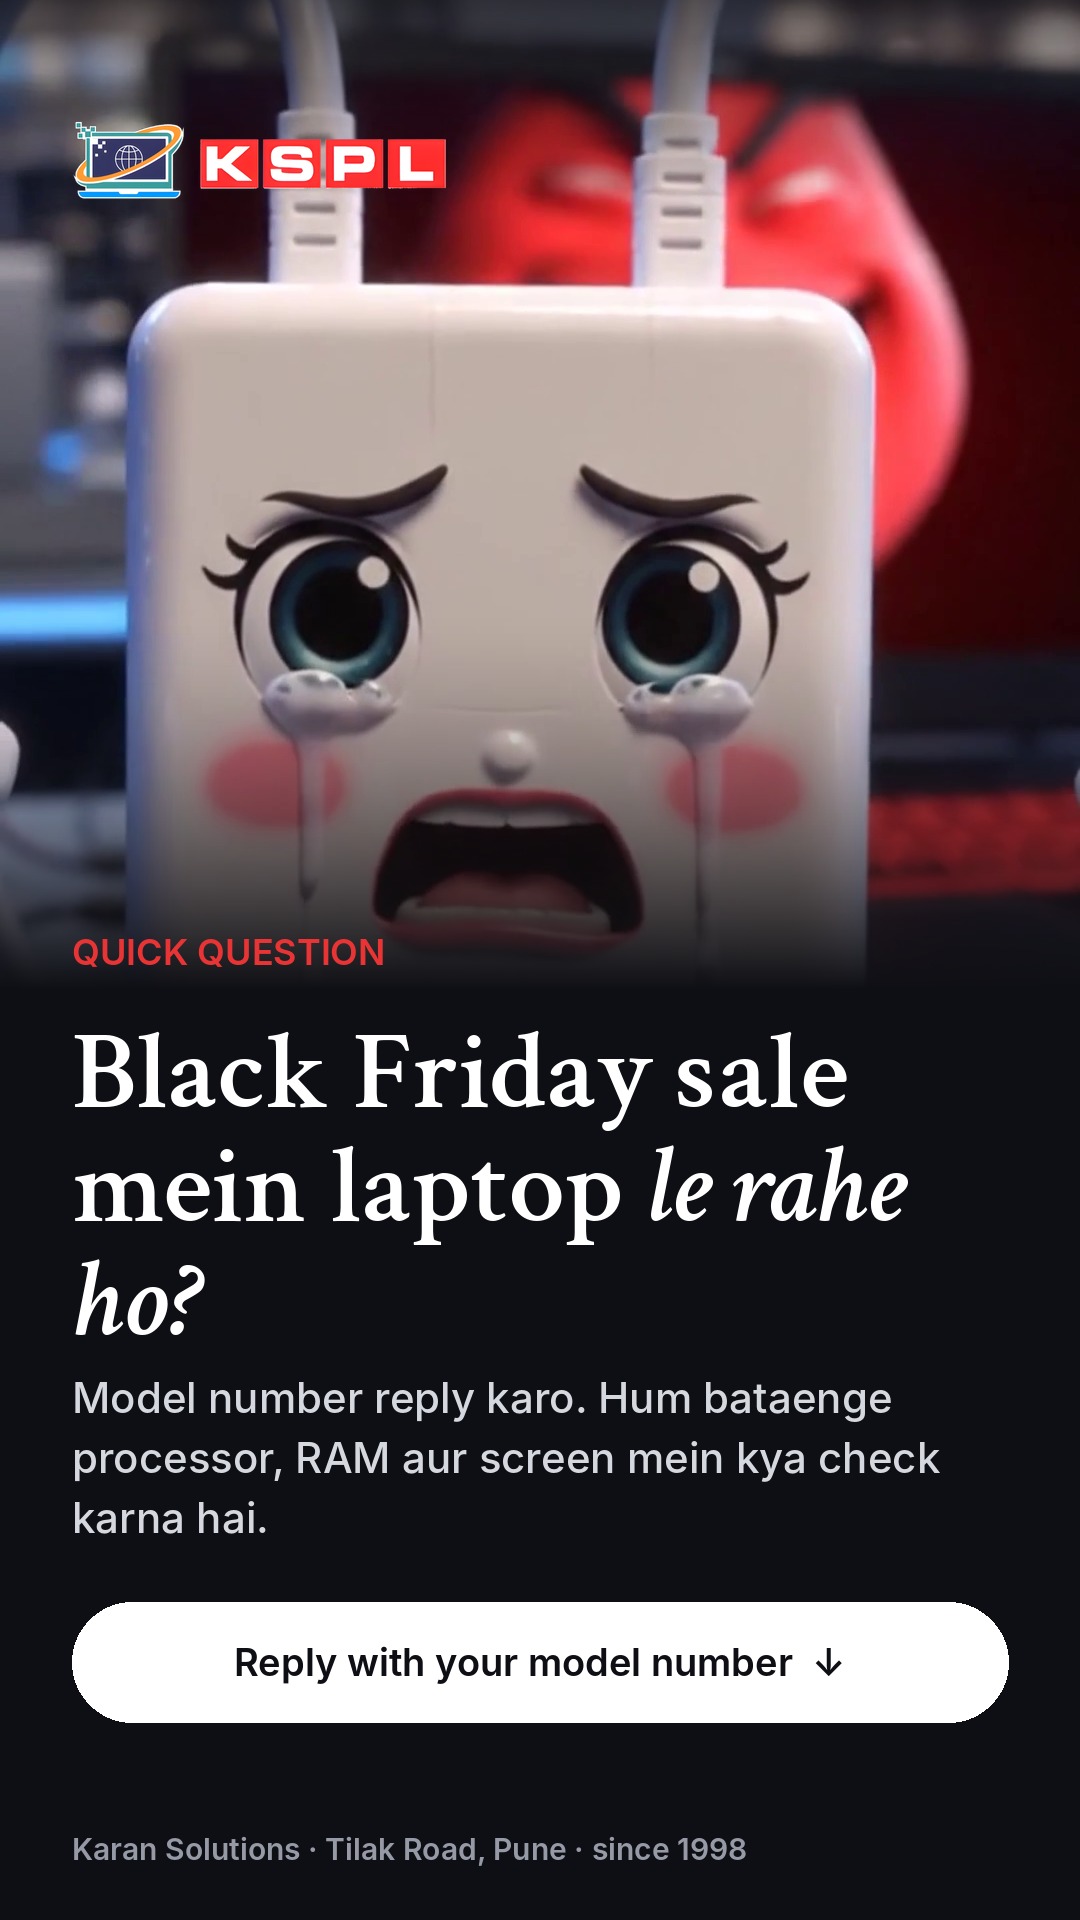 KSPL
QUICK QUESTION
Black Friday sale
mein laptop le rahe
ho?
Model number reply karo. Hum bataenge
processor, RAM aur screen mein kya check
karna hai.
Reply with your model number ↓
Karan Solutions · Tilak Road, Pune · since 1998